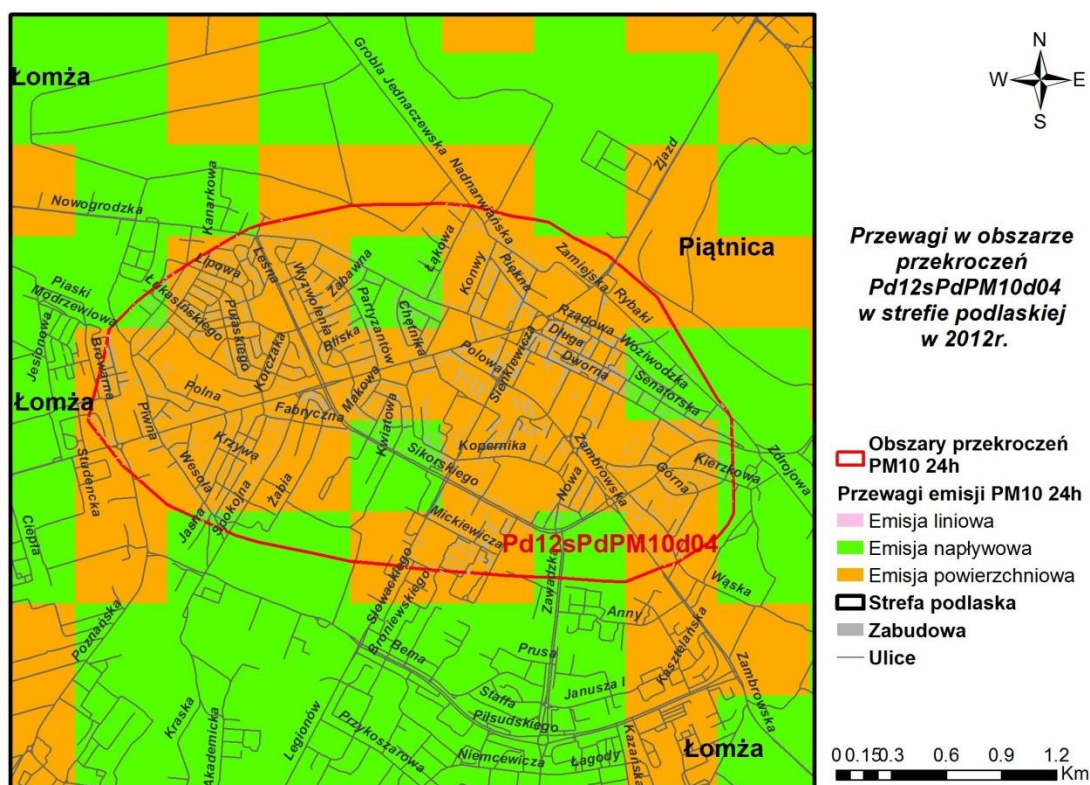 Łomża
Grobla Jednaczewska
Zjazd
Nadnarwiańska
Kanarkowa
Nowogrodzka
Piątnica
Łąkowa
Konwy
Piękna
Zamiejska
Rybaki
Lipowa
Leśna
Wyzwolenia
Zabawna
Piaski
Modrzewiowa
Łukasińskiego
Pułaskiego
Partyzantów
Chętnika
Rządowa
Długa
Dworna
Woziwodzka
Senatorska
Jesionowa
Browarna
Korczaka
Bliska
Makowa
Polowa
Sienkiewicza
Łomża
Polna
Piwna
Fabryczna
Kwiatowa
Krzywa
Sikorskiego
Kopernika
Zambrowska
Kierzkowa
Zdrojowa
Studencka
Wesoła
Spokojna
Żabia
Nowa
Górna
Ciepła
Jasna
Mickiewicza
Pd12sPdPM10d04
Słowackiego
Broniewskiego
Zawadzka
Wąska
Poznańska
Anny
Bema
Prusa
Kasztelańska
Zambrowska
Kraska
Akademicka
Legionów
Staffa
Janusza I
Piłsudskiego
Przykoszarowa
Niemcewicza
Łagody
Kazańska
Łomża
N
W E
S
Przewagi w obszarze
przekroczeń
Pd12sPdPM10d04
w strefie podlaskiej
w 2012r.
Obszary przekroczeń
PM10 24h
Przewagi emisji PM10 24h
Emisja liniowa
Emisja napływowa
Emisja powierzchniowa
Strefa podlaska
Zabudowa
Ulice
0 0.15 0.3 0.6 0.9 1.2
Km